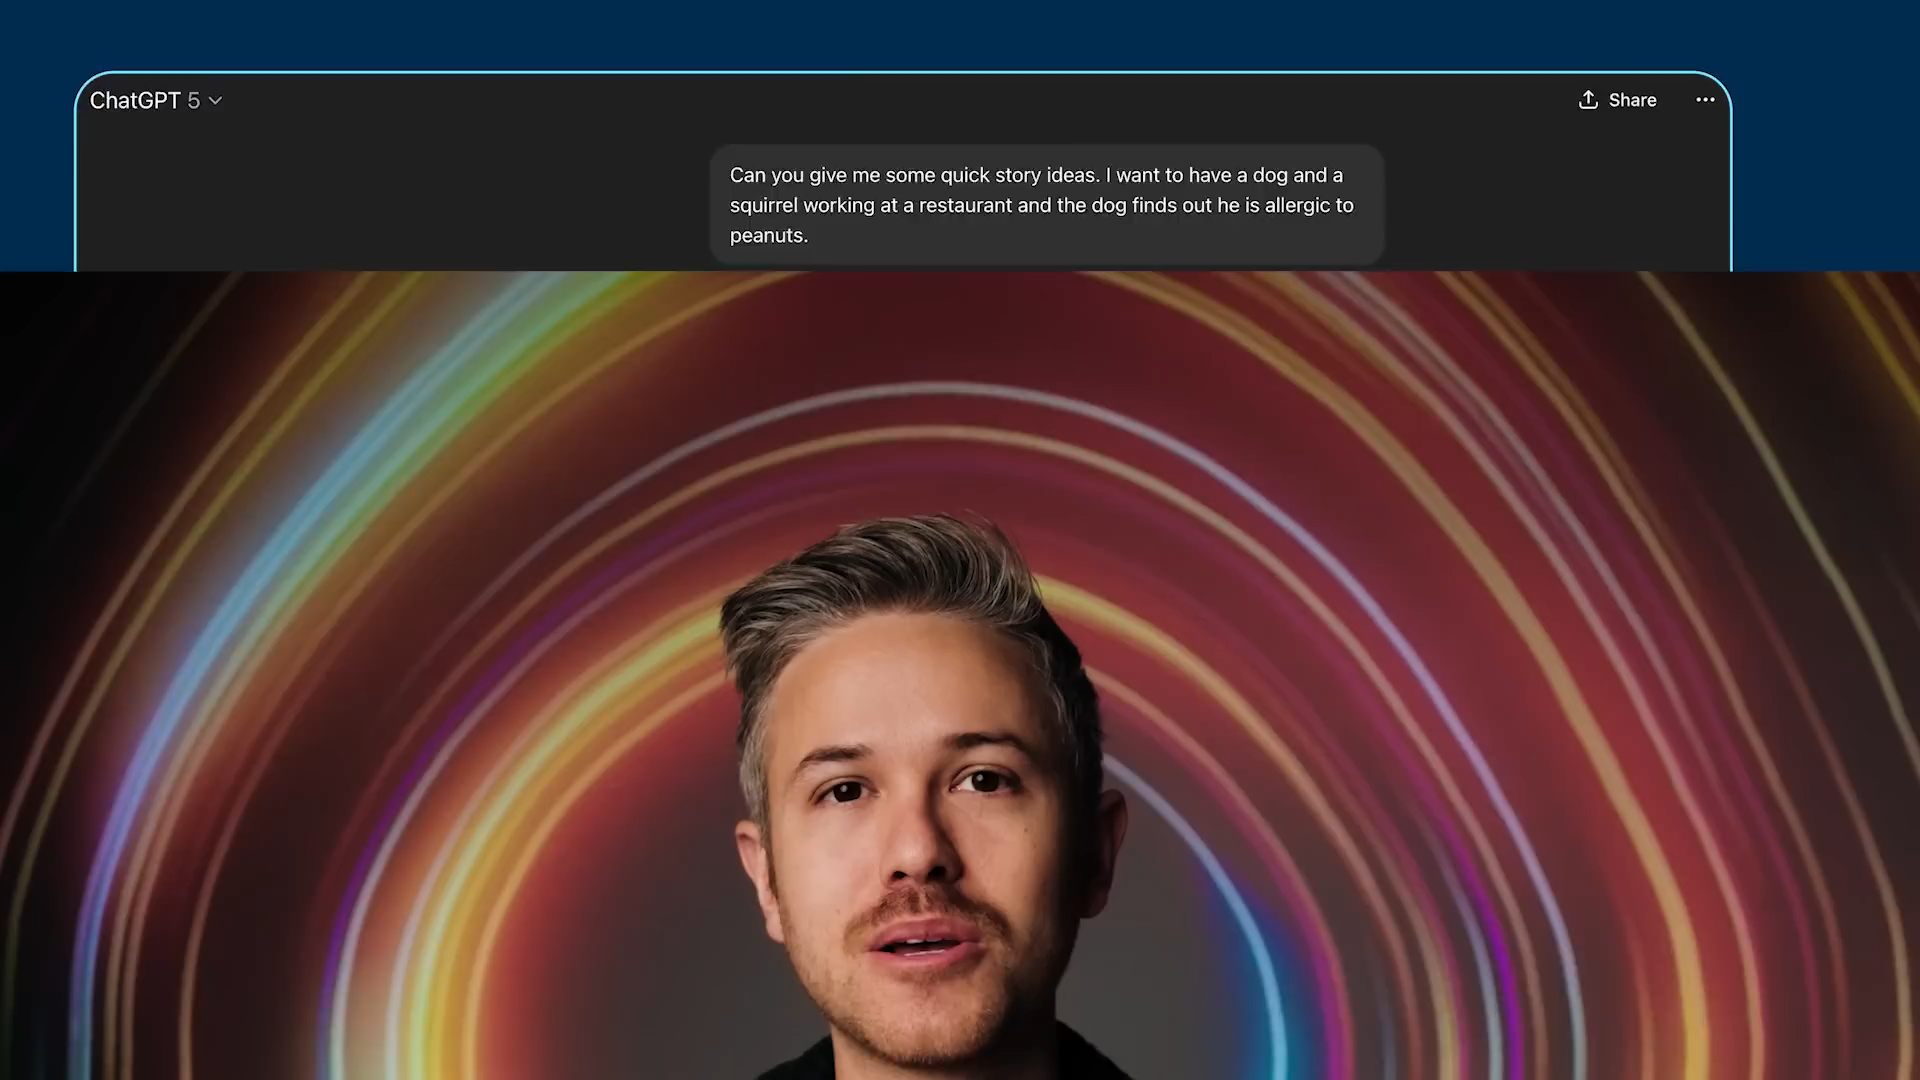 ChatGPT 5
Share
Can you give me some quick story ideas. I want to have a dog and a
squirrel working at a restaurant and the dog finds out he is allergic to
peanuts.